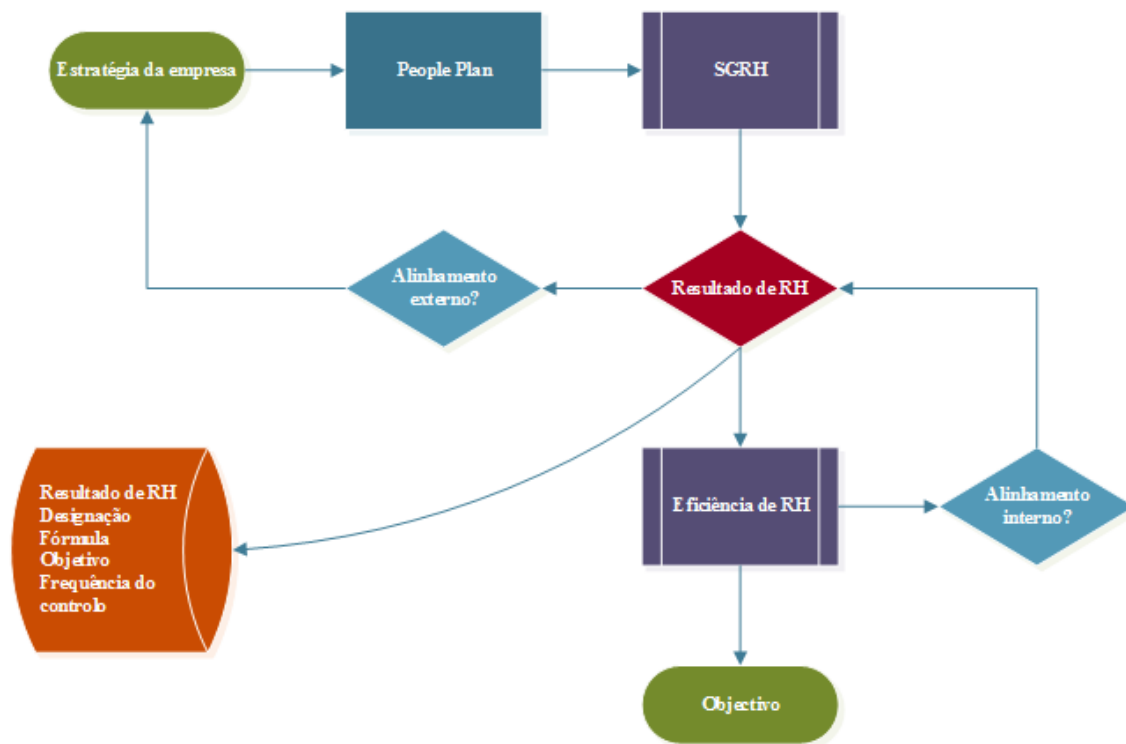 Estratégia da empresa
People Plan
SGRH
Alinhamento
externo?
Resultado de RH
Resultado de RH
Designação
Fórmula
Objetivo
Frequência do
controlo
Eficiência de RH
Alinhamento
interno?
Objectivo